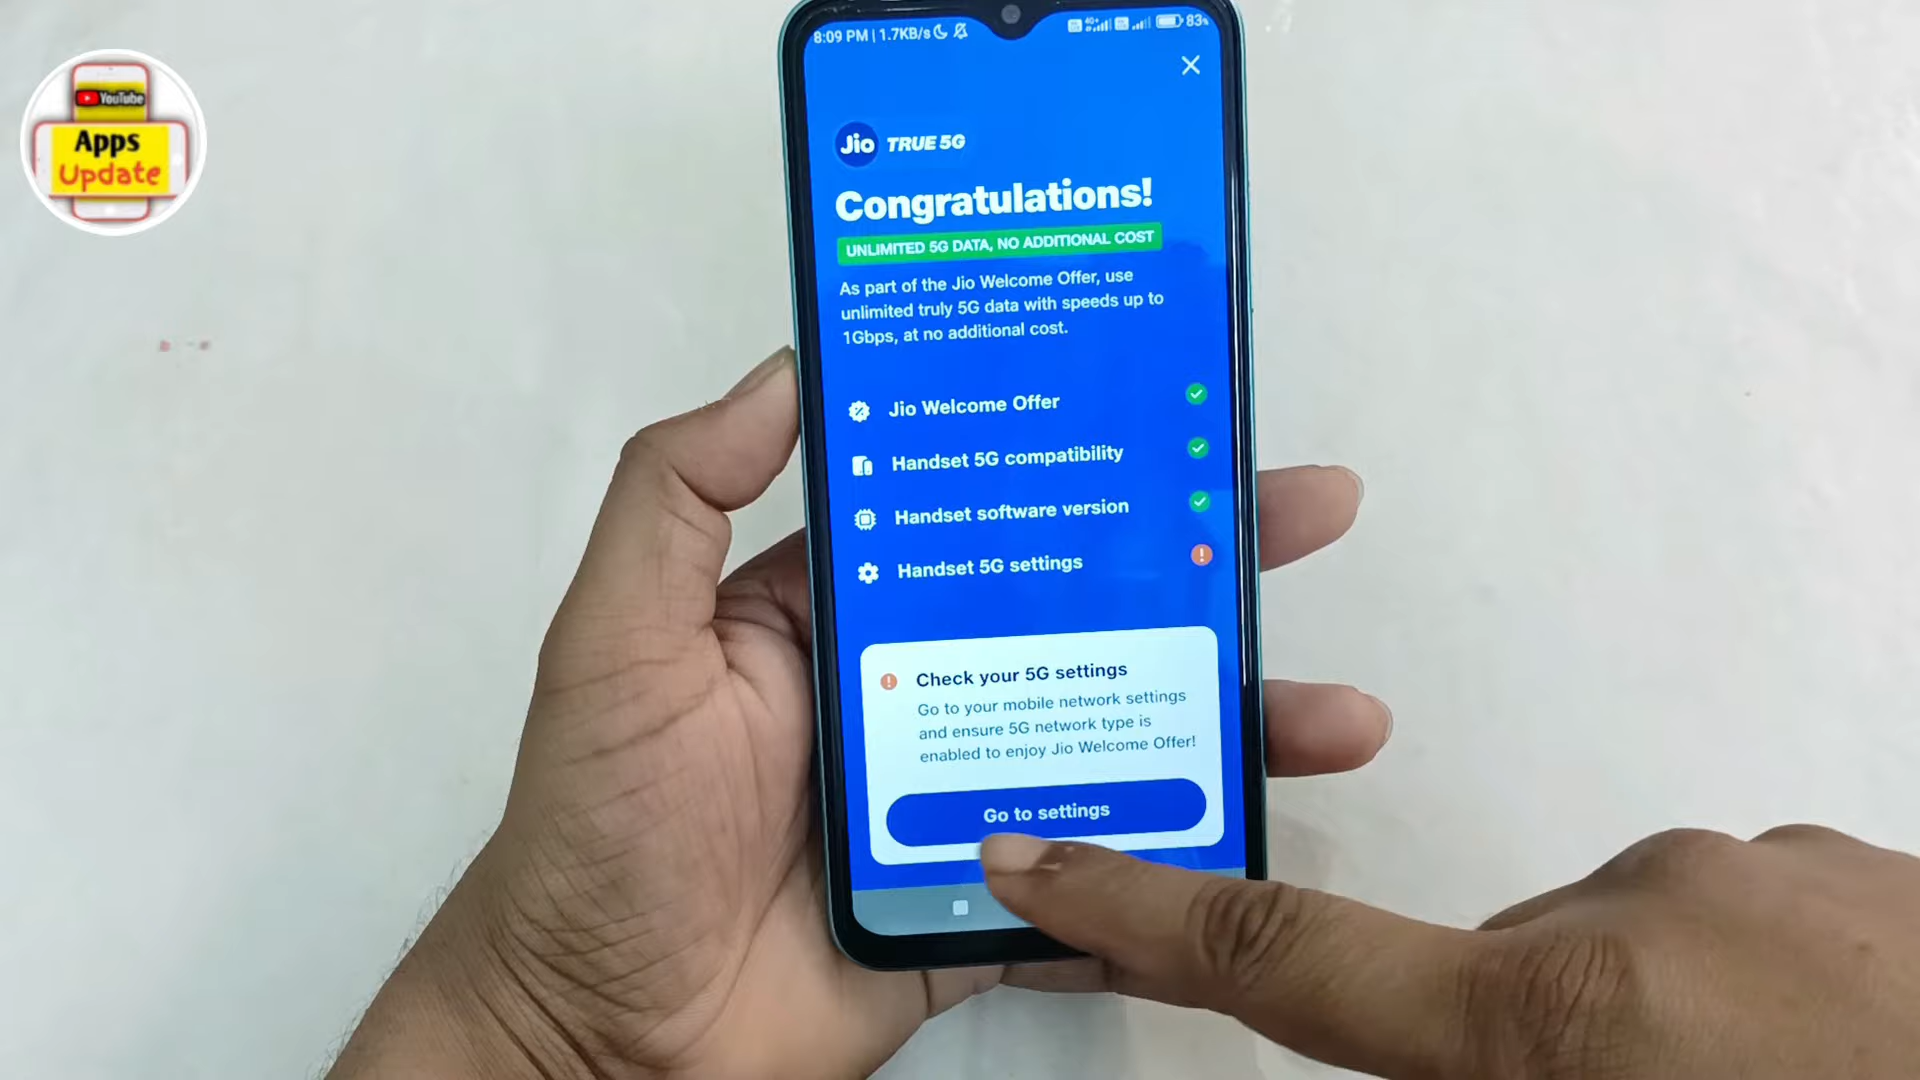 YouTube
Apps
Update
8:09 PM | 1.7KB/s
4G+
83%
Jio TRUE 5G
Congratulations!
UNLIMITED 5G DATA, NO ADDITIONAL COST
As part of the Jio Welcome Offer, use
unlimited truly 5G data with speeds up to
1Gbps, at no additional cost.
Jio Welcome Offer
Handset 5G compatibility
Handset software version
Handset 5G settings
Check your 5G settings
Go to your mobile network settings
and ensure 5G network type is
enabled to enjoy Jio Welcome Offer!
Go to settings